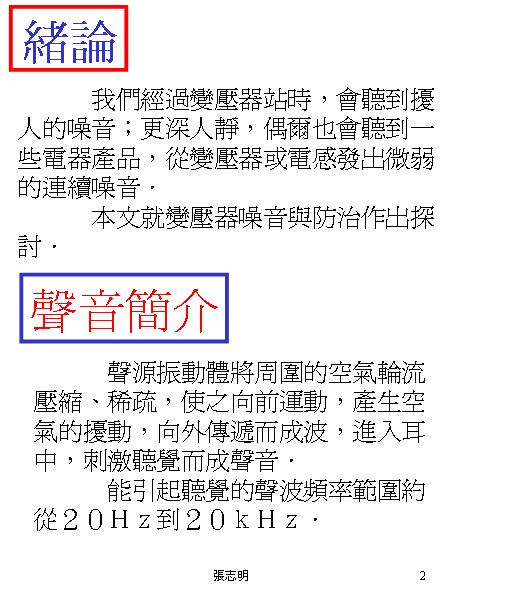 緒論
我們經過變壓器站時，會聽到擾
人的噪音；更深人靜，偶爾也會聽到一
些電器產品，從變壓器或電感發出微弱
的連續噪音．
本文就變壓器噪音與防治作出探
討．
聲音簡介
聲源振動體將周圍的空氣輪流
壓縮、稀疏，使之向前運動，產生空
氣的擾動，向外傳遞而成波，進入耳
中，刺激聽覺而成聲音．
能引起聽覺的聲波頻率範圍約
從２０Ｈｚ到２０ｋＨｚ．
張志明 2